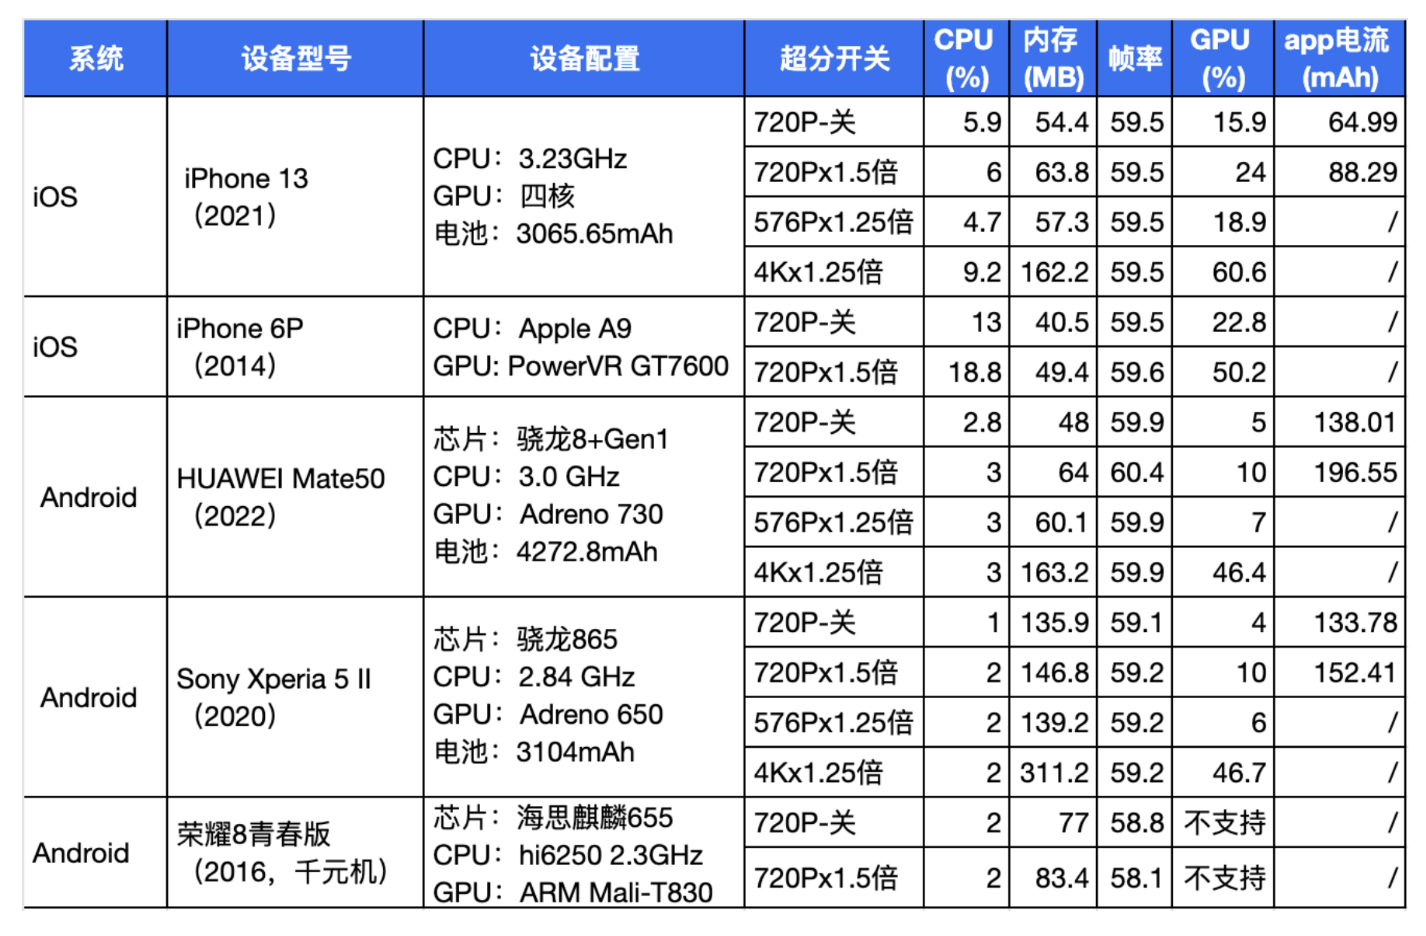 系统 设备型号 设备配置 超分开关 CPU (%) 内存 (MB) 帧率 GPU (%) app电流 (mAh)
iOS
iPhone 13
（2021）
CPU：3.23GHz
GPU：四核
电池：3065.65mAh
720P-关 5.9 54.4 59.5 15.9 64.99
720Px1.5倍 6 63.8 59.5 24 88.29
576Px1.25倍 4.7 57.3 59.5 18.9 /
4Kx1.25倍 9.2 162.2 59.5 60.6 /
iOS
iPhone 6P
（2014）
CPU：Apple A9
GPU: PowerVR GT7600
720P-关 13 40.5 59.5 22.8 /
720Px1.5倍 18.8 49.4 59.6 50.2 /
Android
HUAWEI Mate50
（2022）
芯片：骁龙8+Gen1
CPU：3.0 GHz
GPU：Adreno 730
电池：4272.8mAh
720P-关 2.8 48 59.9 5 138.01
720Px1.5倍 3 64 60.4 10 196.55
576Px1.25倍 3 60.1 59.9 7 /
4Kx1.25倍 3 163.2 59.9 46.4 /
Android
Sony Xperia 5 II
（2020）
芯片：骁龙865
CPU：2.84 GHz
GPU：Adreno 650
电池：3104mAh
720P-关 1 135.9 59.1 4 133.78
720Px1.5倍 2 146.8 59.2 10 152.41
576Px1.25倍 2 139.2 59.2 6 /
4Kx1.25倍 2 311.2 59.2 46.7 /
Android
荣耀8青春版
（2016，千元机）
芯片：海思麒麟655
CPU：hi6250 2.3GHz
GPU：ARM Mali-T830
720P-关 2 77 58.8 不支持 /
720Px1.5倍 2 83.4 58.1 不支持 /